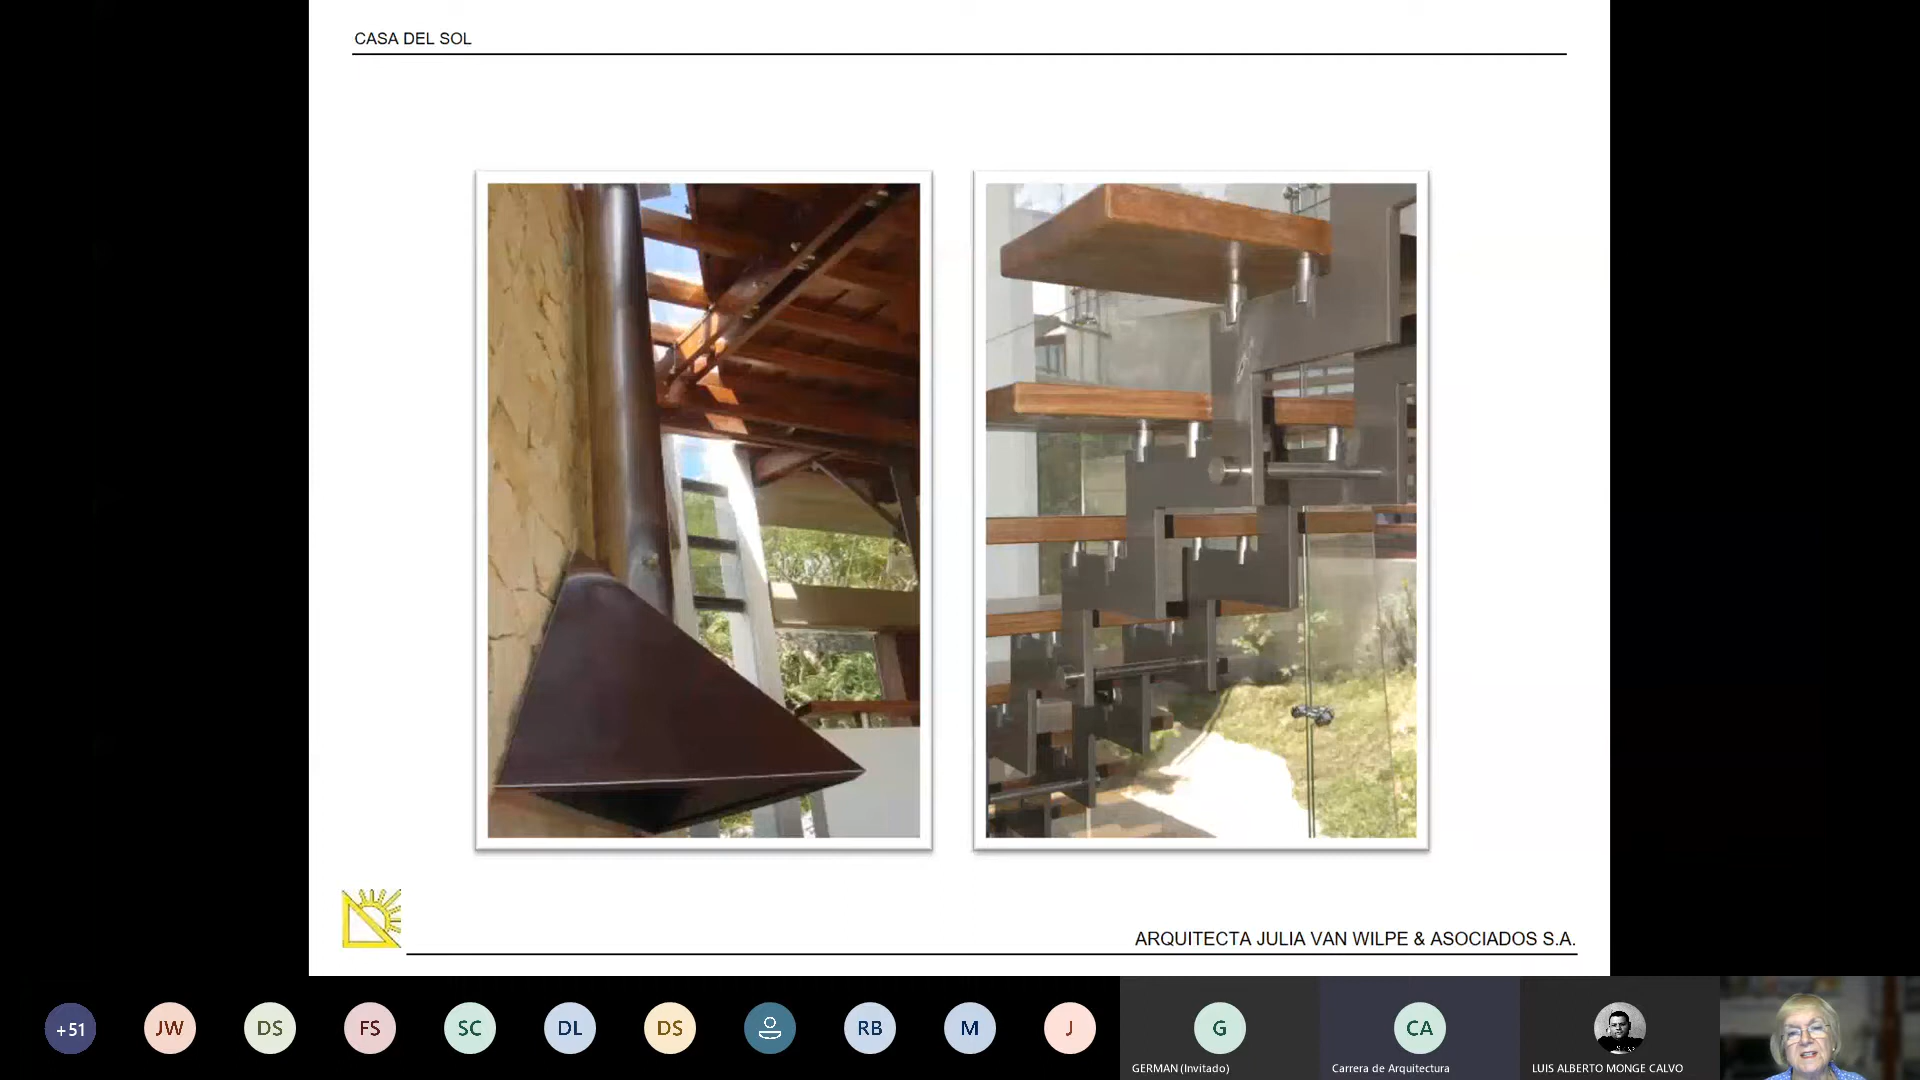 CASA DEL SOL
ARQUITECTA JULIA VAN WILPE & ASOCIADOS S.A.
+51
JW
DS
FS
SC
DL
DS
RB
M
J
G
CA
GERMAN (Invitado)
Carrera de Arquitectura
LUIS ALBERTO MONGE CALVO